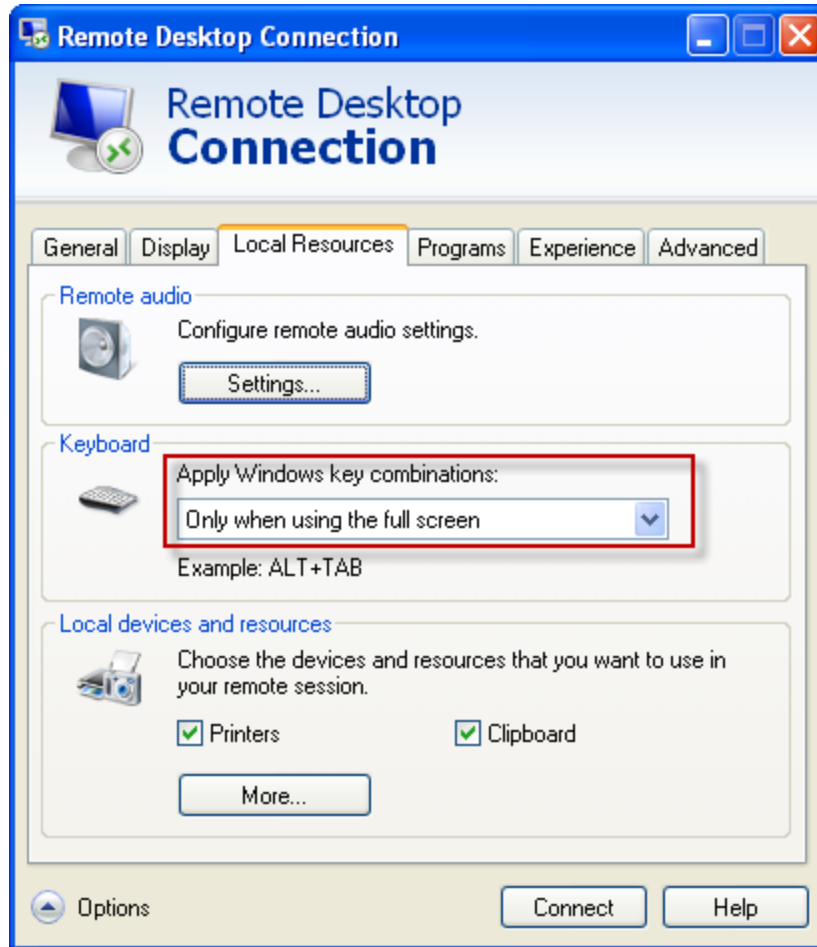 Remote Desktop Connection
Remote Desktop
Connection
General Display Local Resources Programs Experience Advanced
Remote audio
Configure remote audio settings.
Settings...
Keyboard
Apply Windows key combinations:
Only when using the full screen
Example: ALT+TAB
Local devices and resources
Choose the devices and resources that you want to use in
your remote session.
Printers Clipboard
More...
Options Connect Help